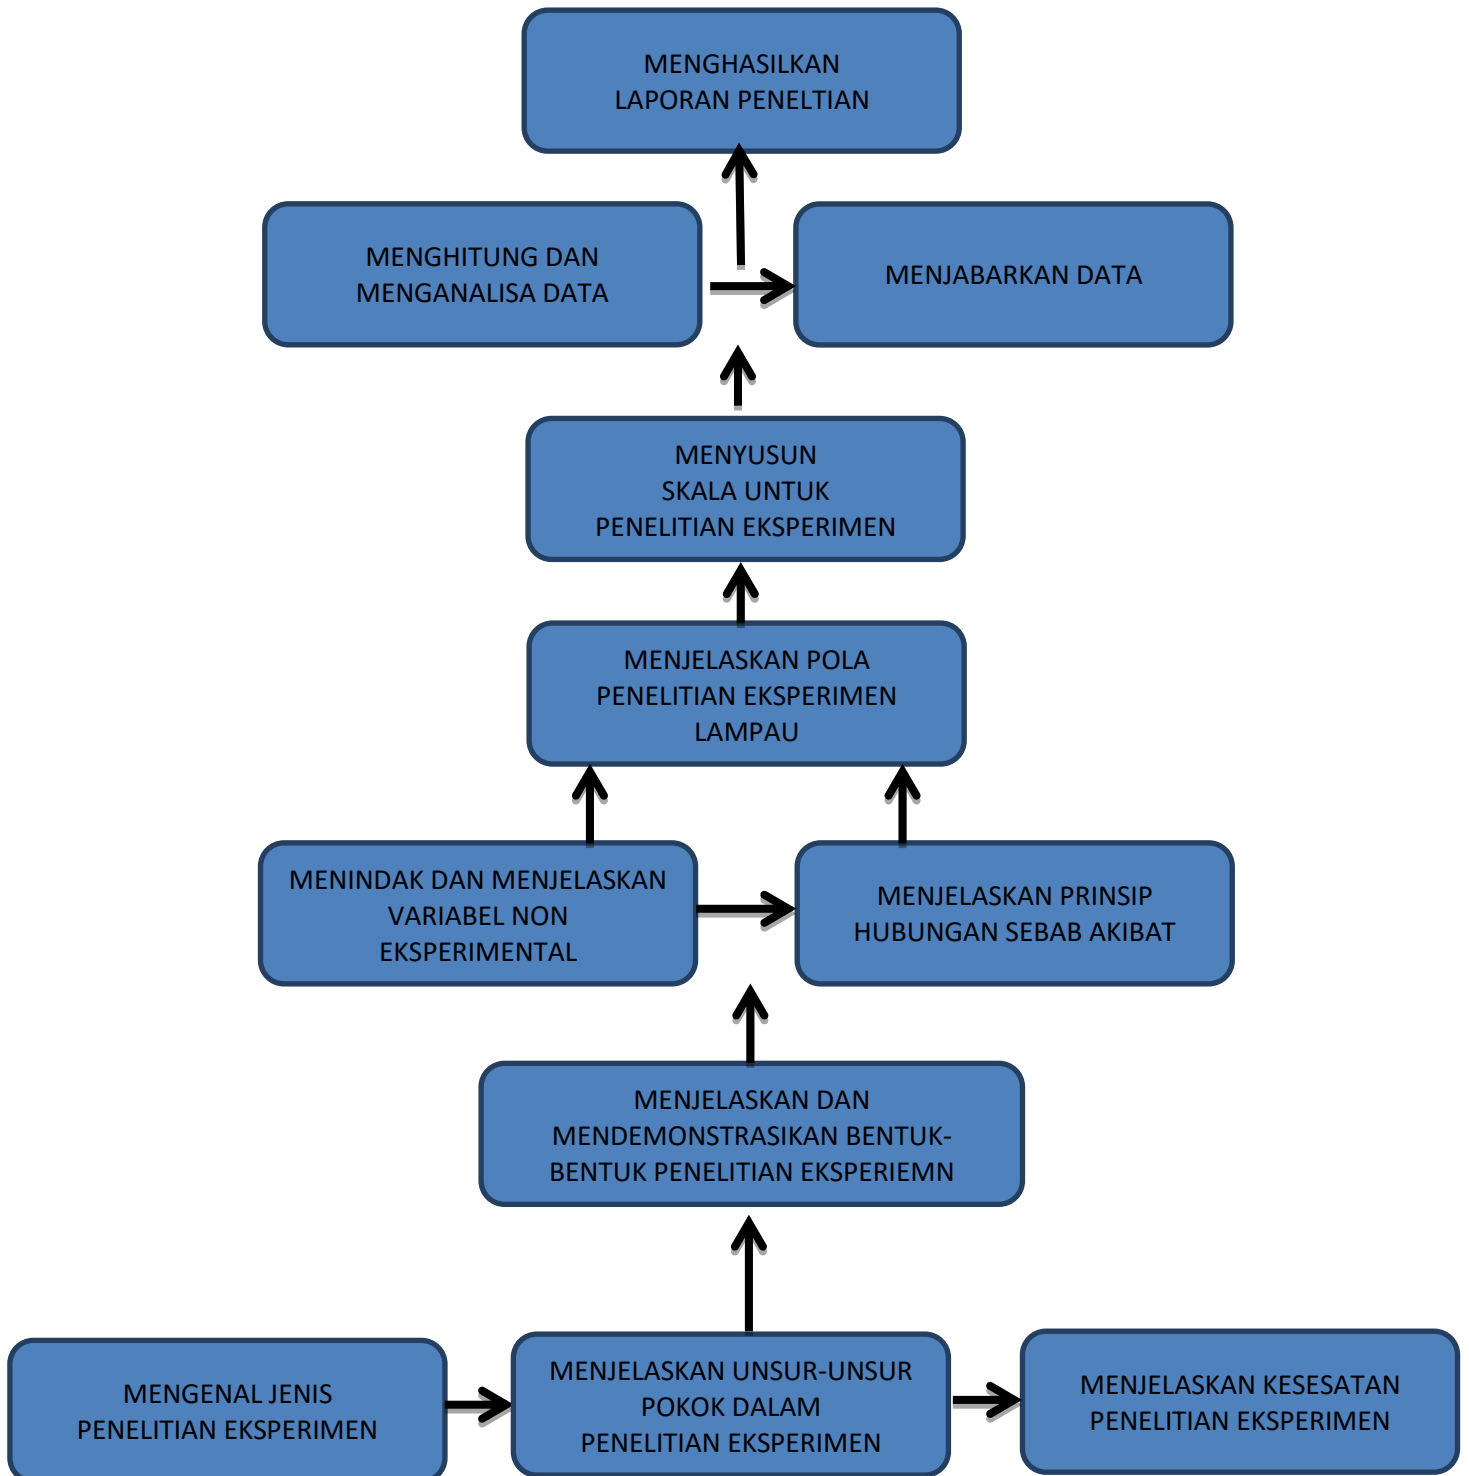 MENGHASILKAN
LAPORAN PENELTIAN
MENGHITUNG DAN
MENGANALISA DATA
MENJABARKAN DATA
MENYUSUN
SKALA UNTUK
PENELITIAN EKSPERIMEN
MENJELASKAN POLA
PENELITIAN EKSPERIMEN
LAMPAU
MENINDAK DAN MENJELASKAN
VARIABEL NON
EKSPERIMENTAL
MENJELASKAN PRINSIP
HUBUNGAN SEBAB AKIBAT
MENJELASKAN DAN
MENDEMONSTRASIKAN BENTUK-
BENTUK PENELITIAN EKSPERIEMN
MENGENAL JENIS
PENELITIAN EKSPERIMEN
MENJELASKAN UNSUR-UNSUR
POKOK DALAM
PENELITIAN EKSPERIMEN
MENJELASKAN KESESATAN
PENELITIAN EKSPERIMEN